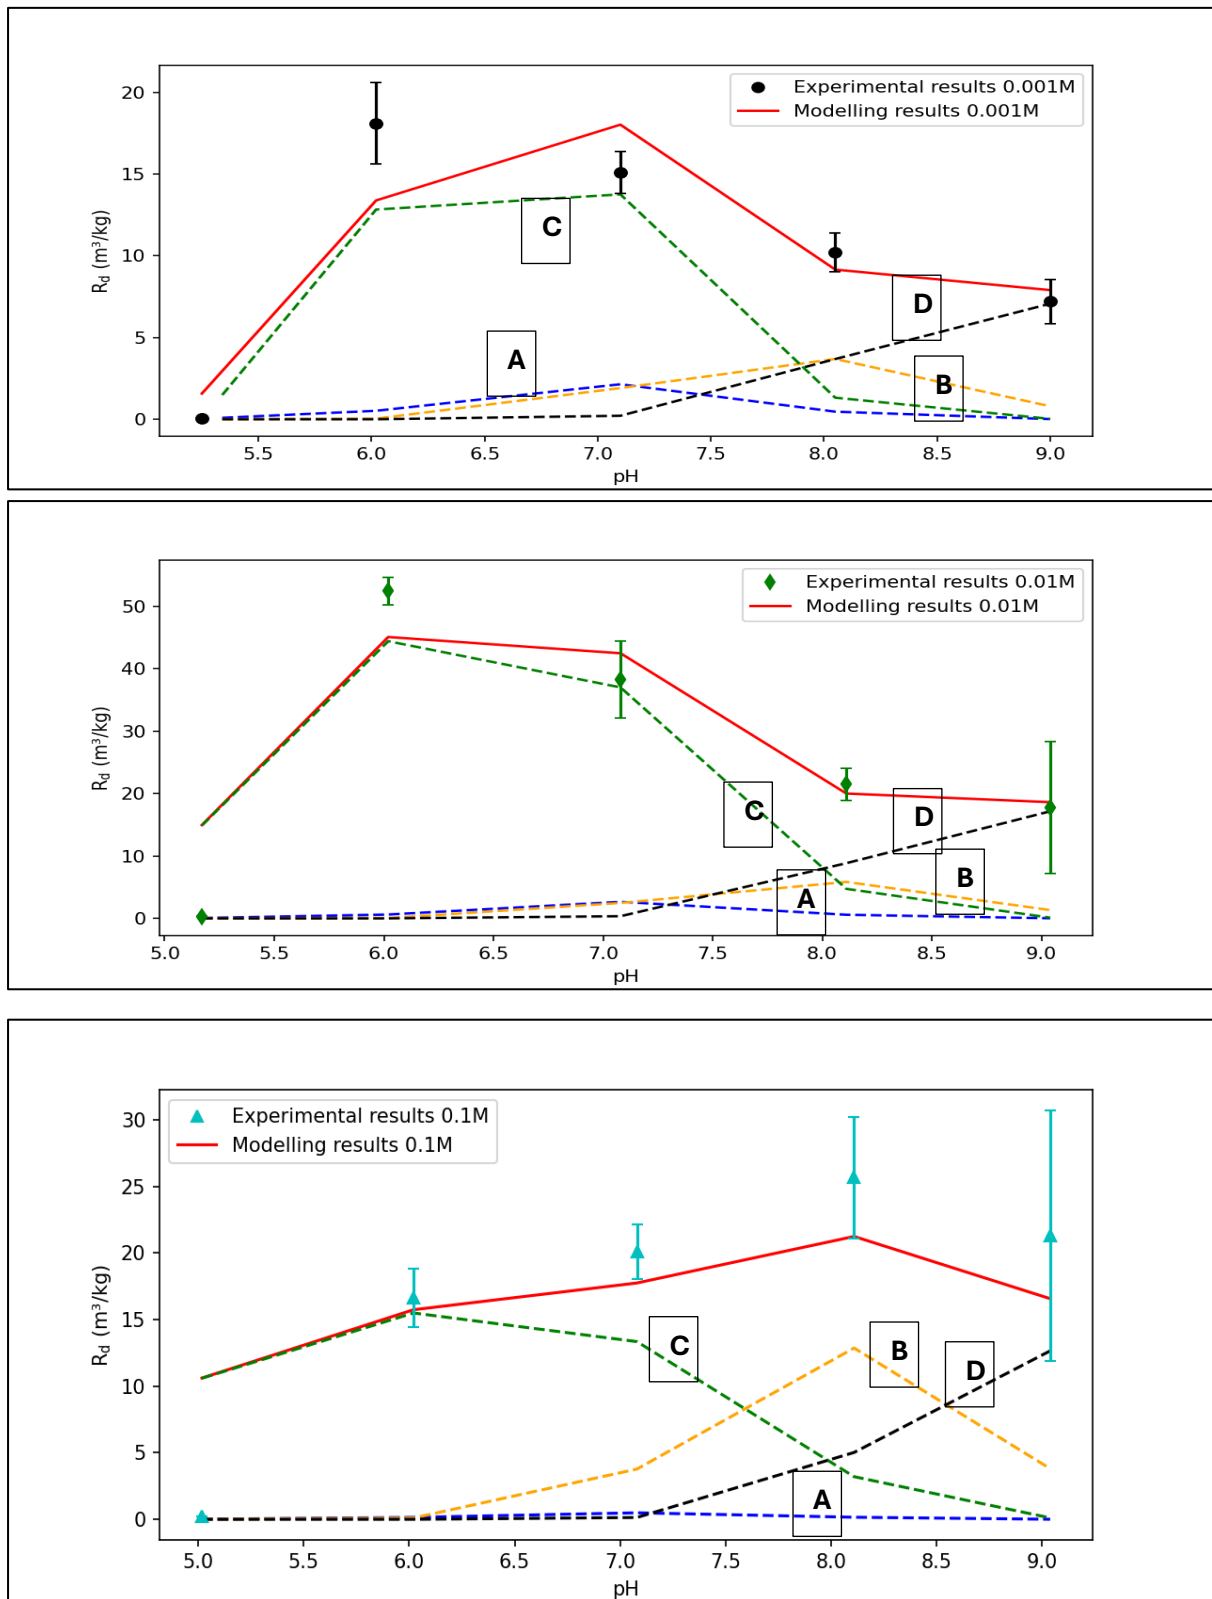 Experimental results 0.001M
Modelling results 0.001M
20
15
10
5
0
Rd (m³/kg)
C
A
D
B
5.5 6.0 6.5 7.0 7.5 8.0 8.5 9.0
pH
Experimental results 0.01M
Modelling results 0.01M
50
40
30
20
10
0
Rd (m³/kg)
C
D
B
A
5.0 5.5 6.0 6.5 7.0 7.5 8.0 8.5 9.0
pH
Experimental results 0.1M
Modelling results 0.1M
30
25
20
15
10
5
0
Rd (m³/kg)
C
B
D
A
5.0 5.5 6.0 6.5 7.0 7.5 8.0 8.5 9.0
pH